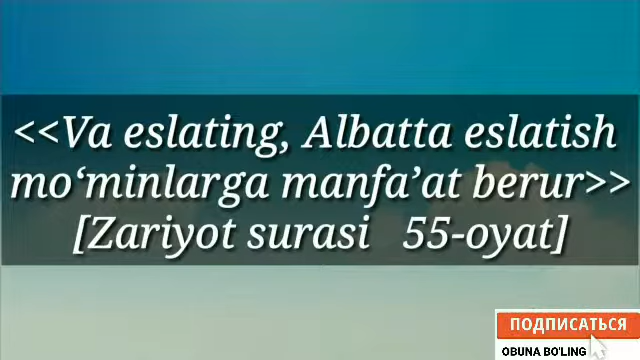 <<Va eslating, Albatta eslatish
mo‘minlarga manfa’at berur>>
[Zariyot surasi 55-oyat]
ПОДПИСАТЬСЯ
OBUNA BO'LING